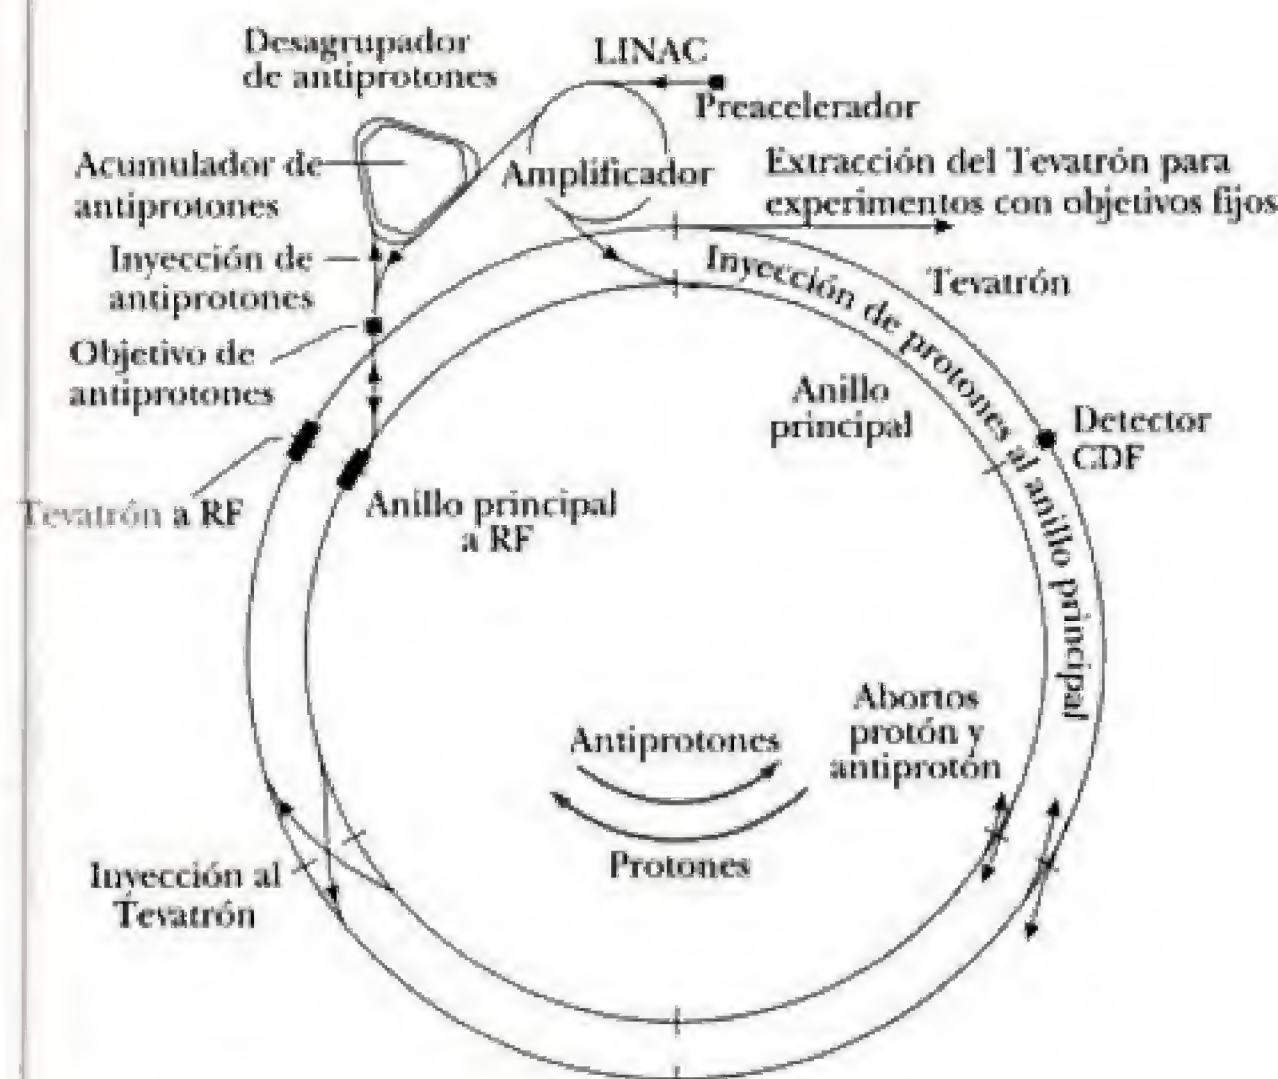 Desagrupador
de antiprotones
LINAC
Preacelerador
Acumulador de
antiprotones
Amplificador
Extracción del Tevatrón para
experimentos con objetivos fijos
Inyección de
antiprotones
Inyección de protones al anillo principal
Tevatrón
Objetivo de
antiprotones
Anillo
principal
Detector
CDF
Tevatrón a RF
Anillo principal
a RF
Antiprotones
Abortos
protón y
antiprotón
Protones
Inyección al
Tevatrón